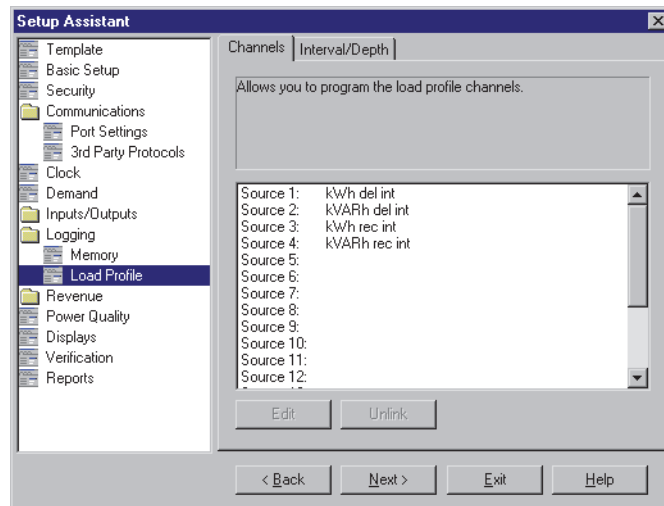 Setup Assistant
Template
Basic Setup
Security
Communications
Port Settings
3rd Party Protocols
Clock
Demand
Inputs/Outputs
Logging
Memory
Load Profile
Revenue
Power Quality
Displays
Verification
Reports
Channels Interval/Depth
Allows you to program the load profile channels.
Source 1: kWh del int
Source 2: kVARh del int
Source 3: kWh rec int
Source 4: kVARh rec int
Source 5:
Source 6:
Source 7:
Source 8:
Source 9:
Source 10:
Source 11:
Source 12:
Edit Unlink
< Back Next > Exit Help